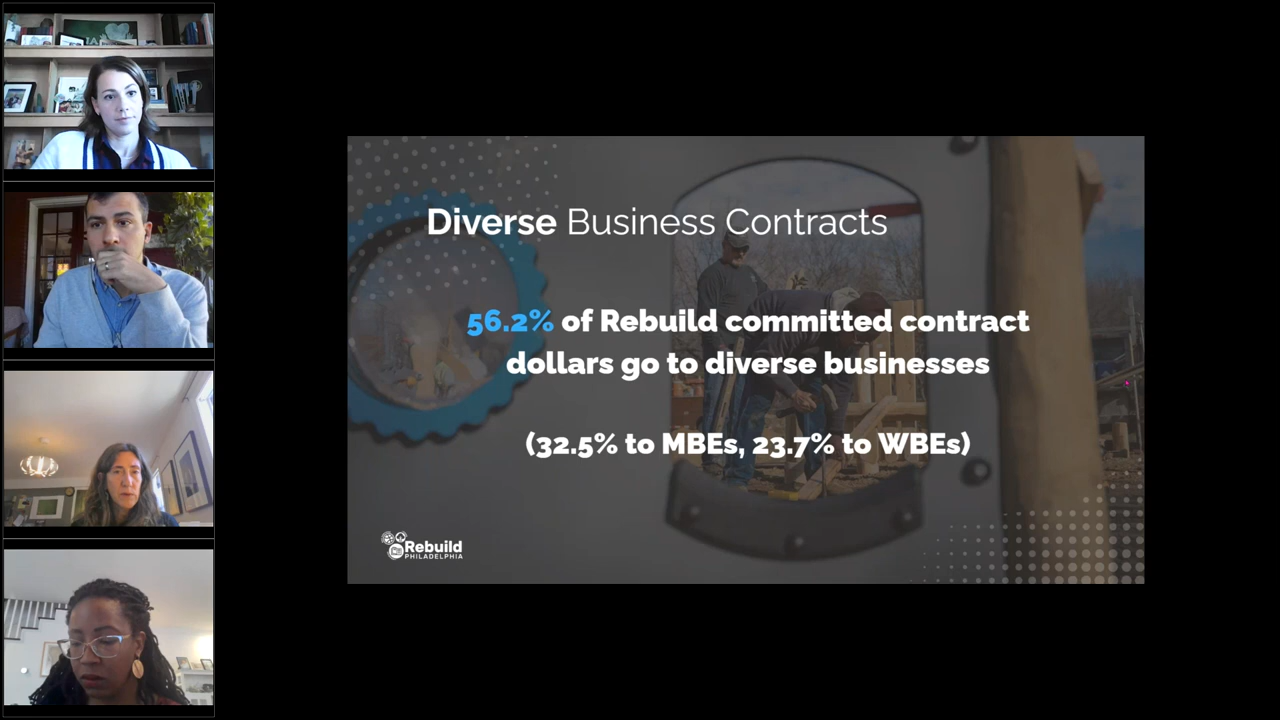 Diverse Business Contracts
56.2% of Rebuild committed contract
dollars go to diverse businesses
(32.5% to MBEs, 23.7% to WBEs)
Rebuild
PHILADELPHIA